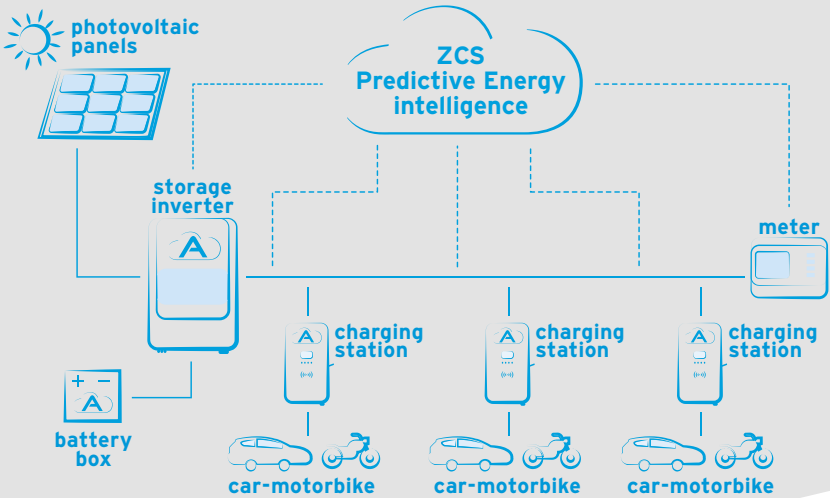 photovoltaic
panels
ZCS
Predictive Energy
intelligence
storage
inverter
meter
A
charging
station
charging
station
charging
station
A
A
A
+ −
A
battery
box
car-motorbike
car-motorbike
car-motorbike